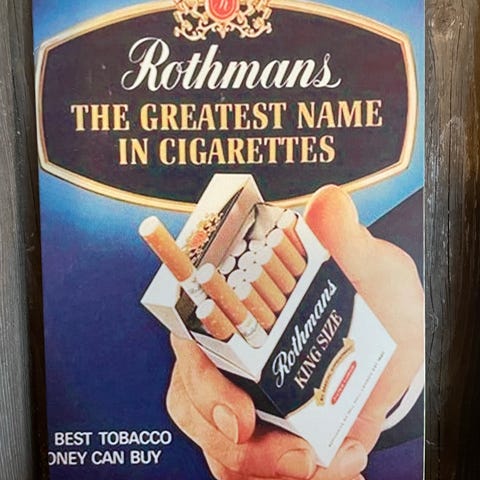 Rothmans
THE GREATEST NAME
IN CIGARETTES
Rothmans
KING SIZE
BEST TOBACCO
ONEY CAN BUY